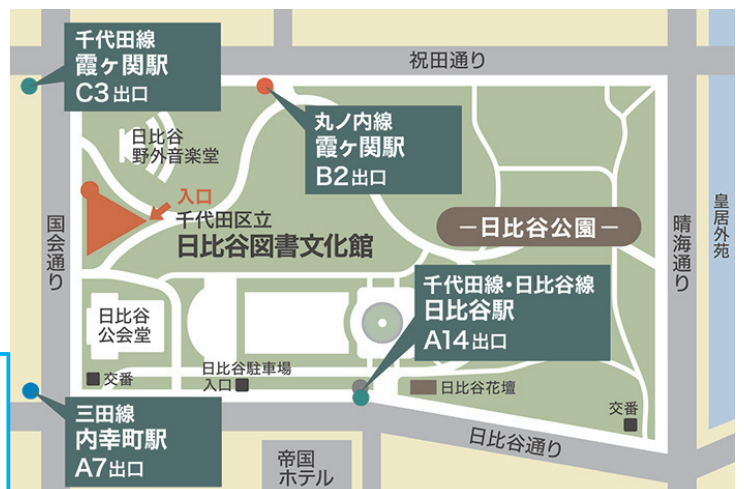 千代田線
霞ヶ関駅
C3出口
祝田通り
丸ノ内線
霞ヶ関駅
B2出口
日比谷
野外音楽堂
入口
千代田区立
日比谷図書文化館
国会通り
－日比谷公園－
晴海通り
皇居外苑
千代田線・日比谷線
日比谷駅
A14出口
日比谷
公会堂
日比谷駐車場
入口
交番
日比谷花壇
交番
三田線
内幸町駅
A7出口
日比谷通り
帝国
ホテル